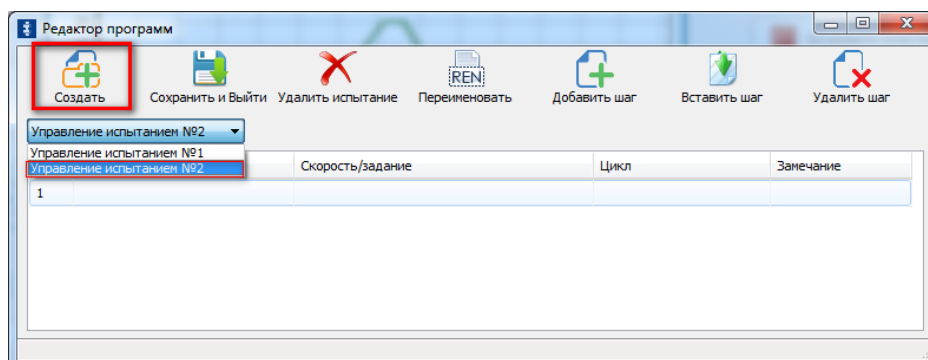 Редактор программ
REN
Создать Сохранить и Выйти Удалить испытание Переименовать Добавить шаг Вставить шаг Удалить шаг
Управление испытанием №2
Управление испытанием №1
Управление испытанием №2
Скорость/задание Цикл Замечание
1